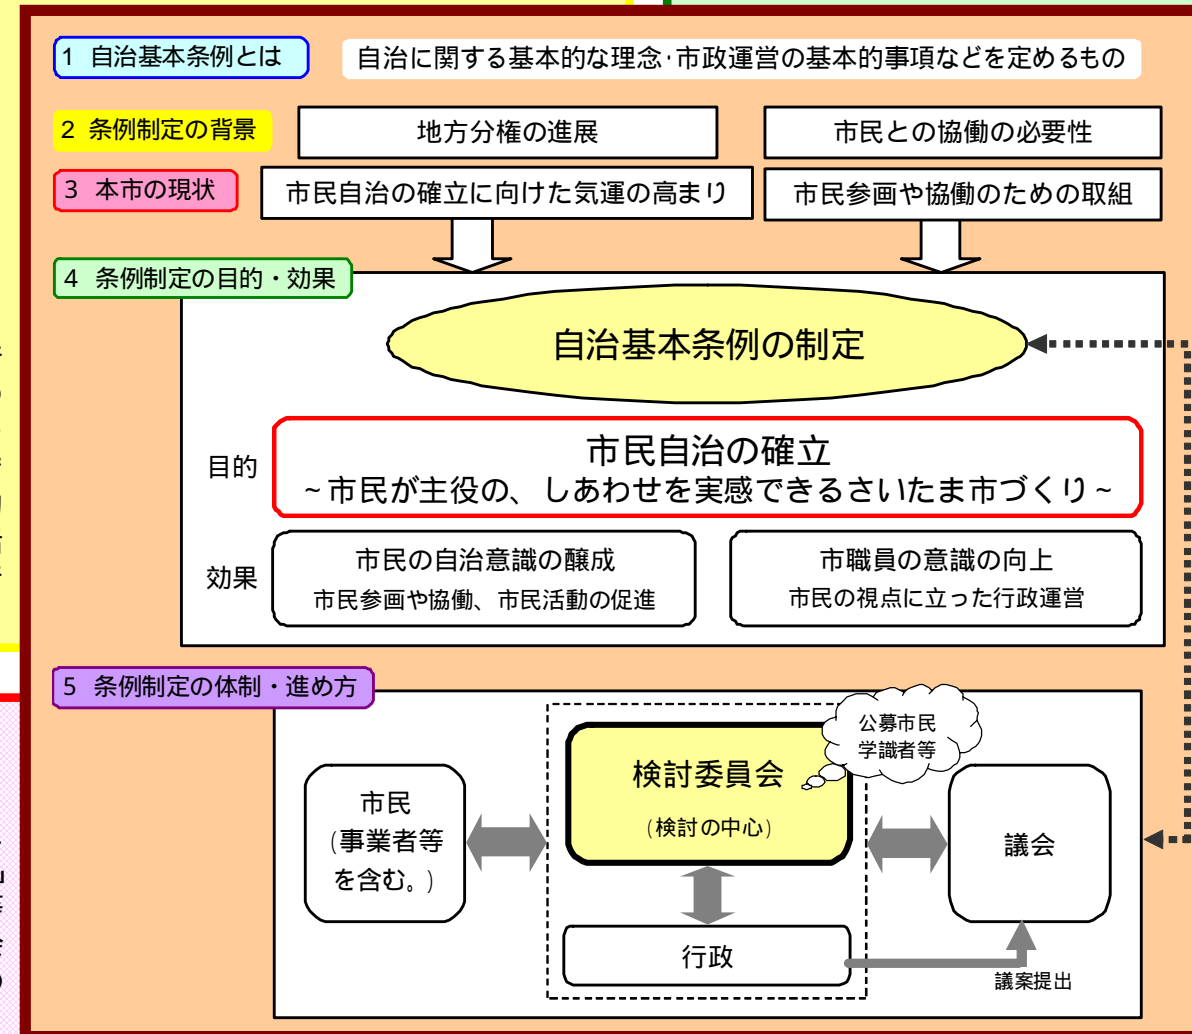 1 自治基本条例とは
自治に関する基本的な理念・市政運営の基本的事項などを定めるもの
2 条例制定の背景
地方分権の進展
市民との協働の必要性
3 本市の現状
市民自治の確立に向けた気運の高まり
市民参画や協働のための取組
4 条例制定の目的・効果
自治基本条例の制定
目的
市民自治の確立
~市民が主役の、しあわせを実感できるさいたま市づくり~
効果
市民の自治意識の醸成
市民参画や協働、市民活動の促進
市職員の意識の向上
市民の視点に立った行政運営
5 条例制定の体制・進め方
公募市民
学識者等
検討委員会
(検討の中心)
市民
(事業者等
を含む。)
議会
行政
議案提出